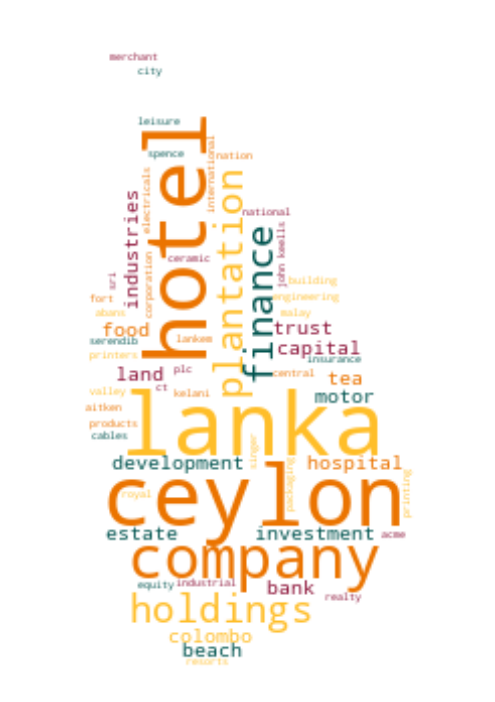 merchant
city
leisure
hotel
spence
nation
international
electricals
plantation
industries
national
finance
john keells
ceramic
corporation
sri
building
engineering
fort
abans
malay
food
trust
serendib
lankem
capital
printers
insurance
land
plc
central
tea
ct
valley
kelani
motor
lanka
aitken
products
cables
singer
development
hospital
packaging
ceylon
printing
royal
estate
investment
acme
company
equity
industrial
bank
realty
holdings
colombo
beach
resorts